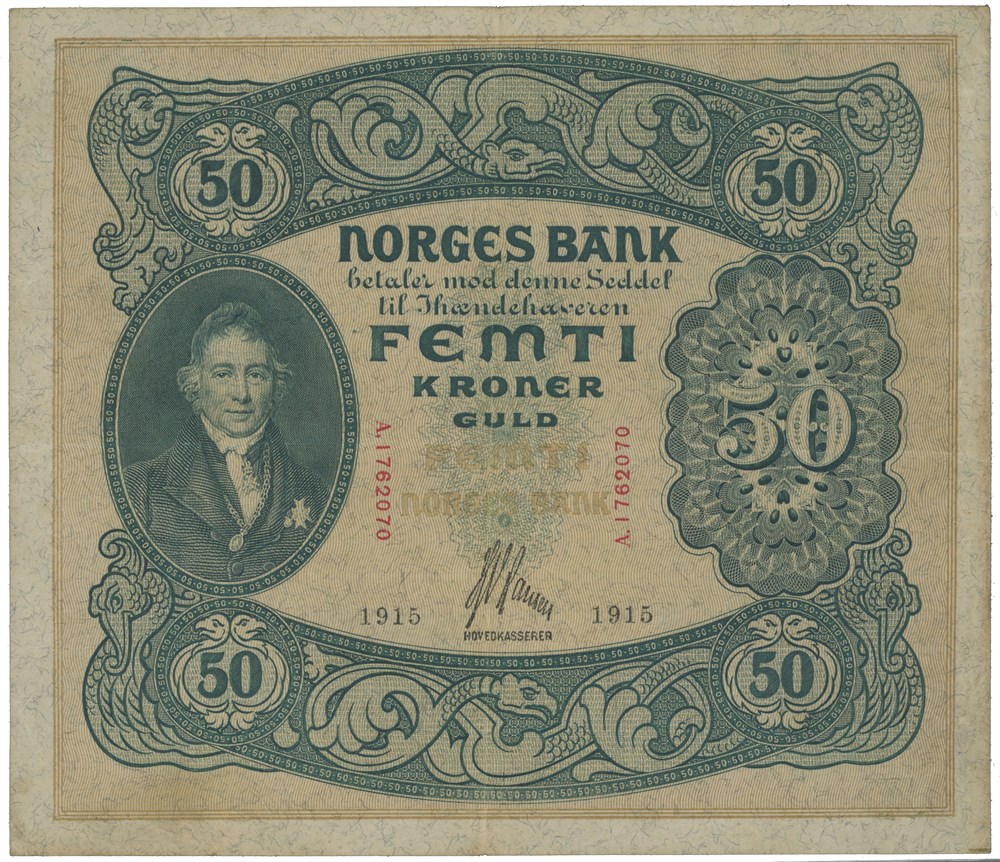 50
50
NORGES BANK
betaler mod denne Seddel
til Ihændehaveren
FEMTI
KRONER
GULD
50
FEMTI
NORGES BANK
A.1762070
A.1762070
1915
1915
HOVEDKASSERER
50
50